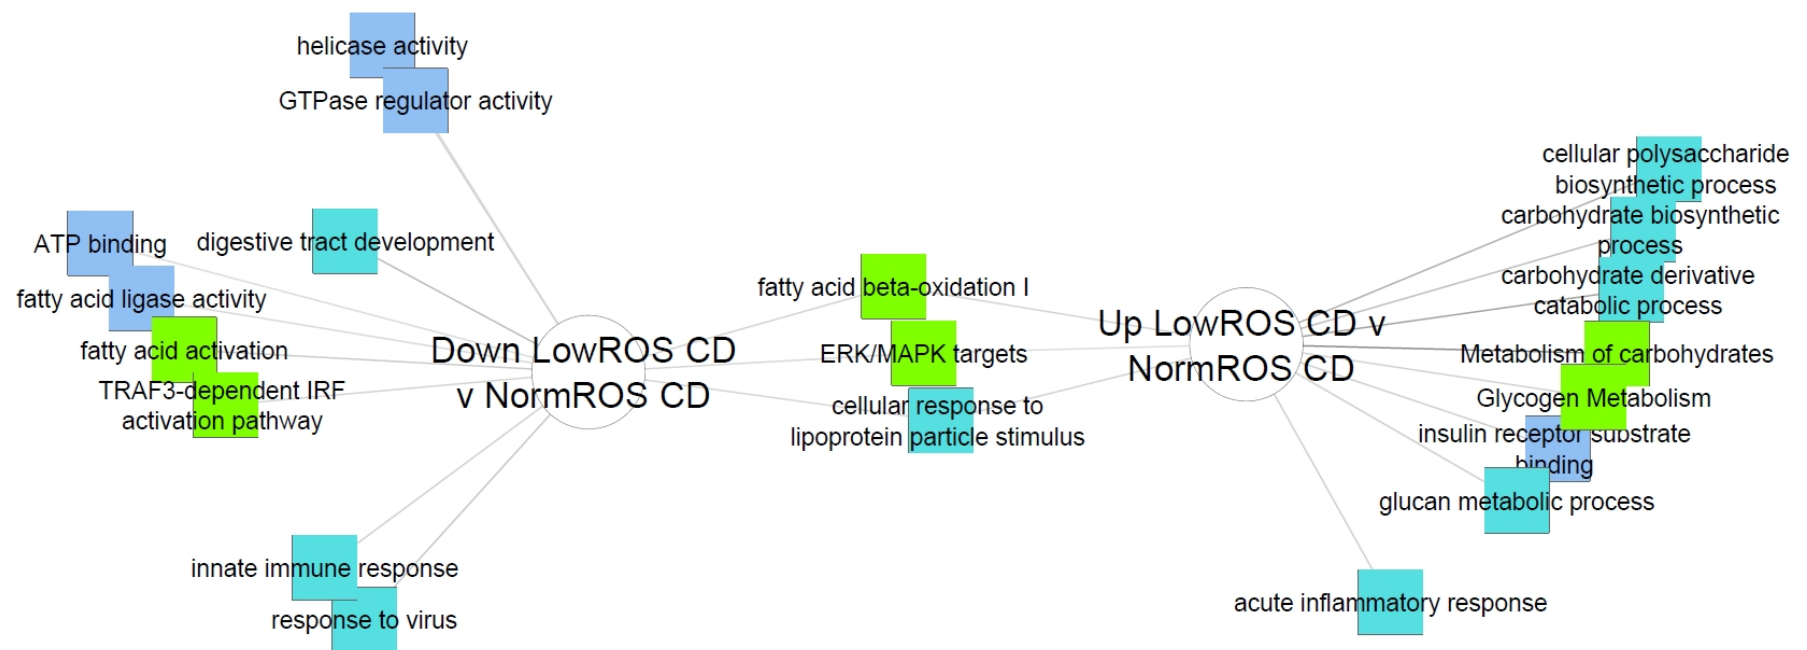 helicase activity
GTPase regulator activity
ATP binding
digestive tract development
fatty acid ligase activity
fatty acid activation
TRAF3-dependent IRF
activation pathway
Down LowROS CD
v NormROS CD
innate immune response
response to virus
fatty acid beta-oxidation I
ERK/MAPK targets
cellular response to
lipoprotein particle stimulus
Up LowROS CD v
NormROS CD
cellular polysaccharide
biosynthetic process
carbohydrate biosynthetic
process
carbohydrate derivative
catabolic process
Metabolism of carbohydrates
Glycogen Metabolism
insulin receptor substrate
binding
glucan metabolic process
acute inflammatory response